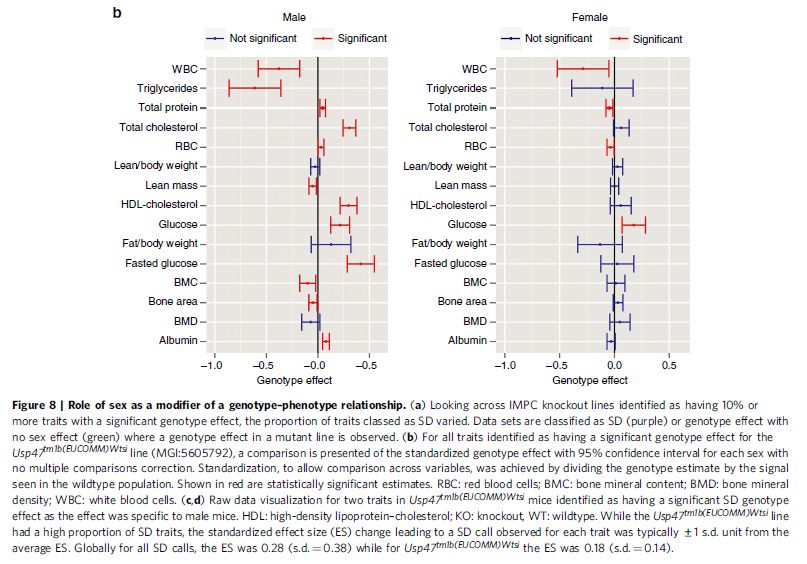 b
Male
Female
Not significant
Significant
Not significant
Significant
WBC
Triglycerides
Total protein
Total cholesterol
RBC
Lean/body weight
Lean mass
HDL-cholesterol
Glucose
Fat/body weight
Fasted glucose
BMC
Bone area
BMD
Albumin
−1.0
−0.5
−0.0
−0.5
Genotype effect
WBC
Triglycerides
Total protein
Total cholesterol
RBC
Lean/body weight
Lean mass
HDL-cholesterol
Glucose
Fat/body weight
Fasted glucose
BMC
Bone area
BMD
Albumin
−1.0
−0.5
0.0
0.5
Genotype effect
Figure 8 | Role of sex as a modifier of a genotype–phenotype relationship. (a) Looking across IMPC knockout lines identified as having 10% or
more traits with a significant genotype effect, the proportion of traits classed as SD varied. Data sets are classified as SD (purple) or genotype effect with
no sex effect (green) where a genotype effect in a mutant line is observed. (b) For all traits identified as having a significant genotype effect for the
Usp47tm1b(EUCOMM)Wtsi line (MGI:5605792), a comparison is presented of the standardized genotype effect with 95% confidence interval for each sex with
no multiple comparisons correction. Standardization, to allow comparison across variables, was achieved by dividing the genotype estimate by the signal
seen in the wildtype population. Shown in red are statistically significant estimates. RBC: red blood cells; BMC: bone mineral content; BMD: bone mineral
density; WBC: white blood cells. (c,d) Raw data visualization for two traits in Usp47tm1b(EUCOMM)Wtsi mice identified as having a significant SD genotype
effect as the effect was specific to male mice. HDL: high-density lipoprotein–cholesterol; KO: knockout, WT: wildtype. While the Usp47tm1b(EUCOMM)Wtsi line
had a high proportion of SD traits, the standardized effect size (ES) change leading to a SD call observed for each trait was typically ±1 s.d. unit from the
average ES. Globally for all SD calls, the ES was 0.28 (s.d. = 0.38) while for Usp47tm1b(EUCOMM)Wtsi the ES was 0.18 (s.d. = 0.14).